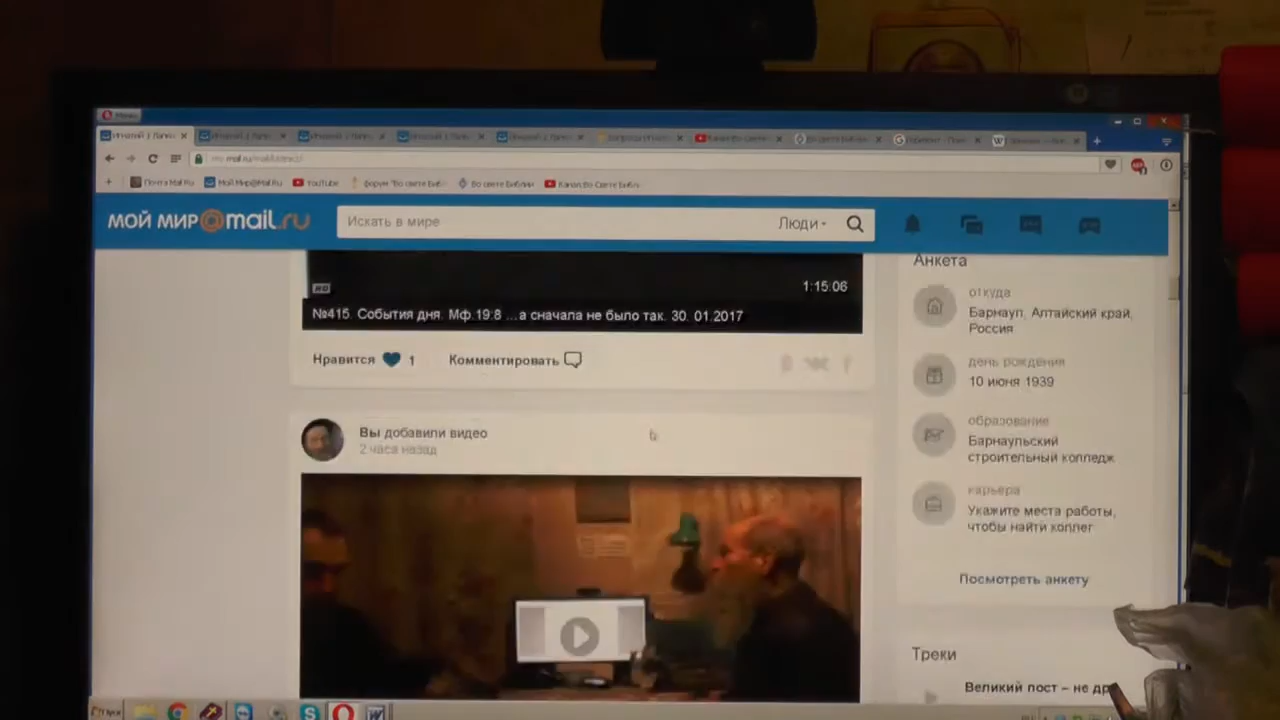 Почта Mail.Ru
Мой Мир@Mail.Ru
YouTube
Форум "Во свете Биб
Во свете Библии
Канал Во Свете Библи
МОЙ МИР@mail.ru
Искать в мире
Люди
HD
1:15:06
№415. События дня. Мф.19:8 ...а сначала не было так. 30. 01.2017
Нравится 1
Комментировать
Вы добавили видео
2 часа назад
Анкета
откуда
Барнаул, Алтайский край,
Россия
день рождения
10 июня 1939
образование
Барнаульский
строительный колледж
карьера
Укажите места работы,
чтобы найти коллег
Посмотреть анкету
Треки
Великий пост – не др